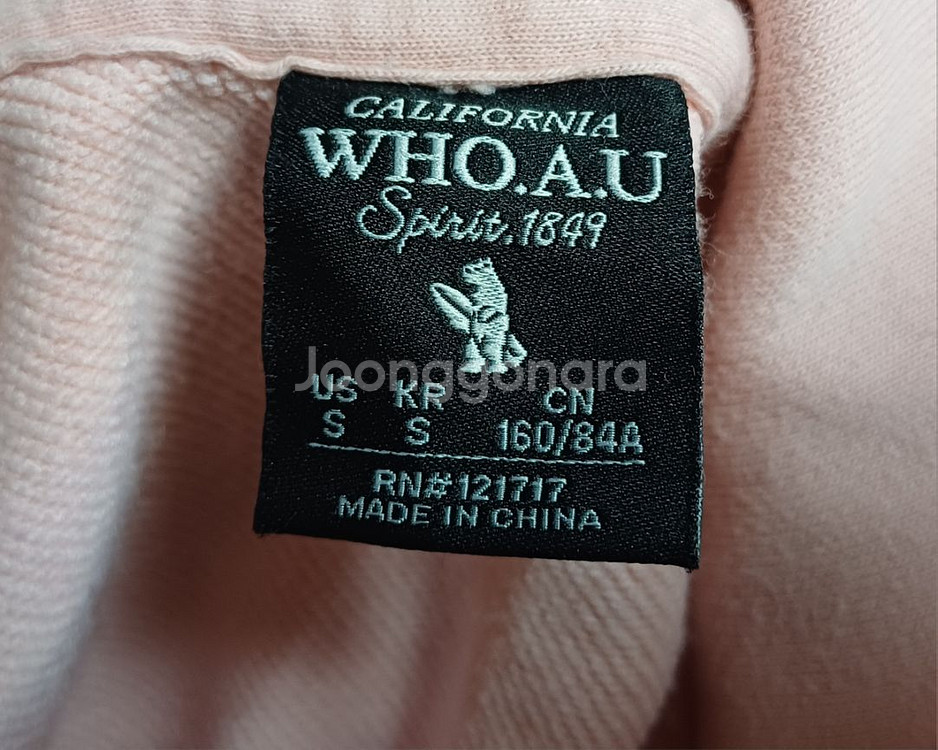 CALIFORNIA
WHO.A.U
Spirit.1849
Joonggonara
US KR CN
S S 160/84A
RN#121717
MADE IN CHINA